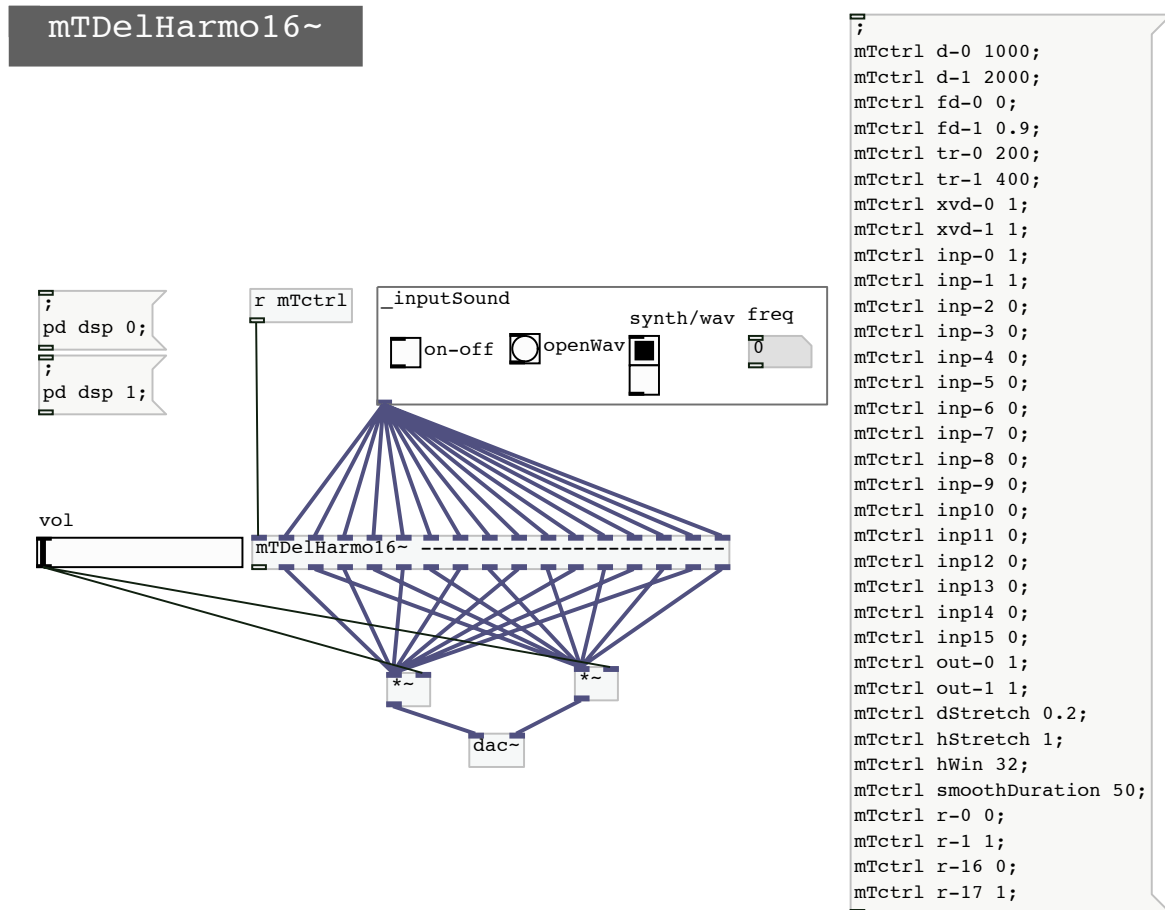 mTDelHarmo16~
;
pd dsp 0;
;
pd dsp 1;
r mTctrl
_inputSound
on-off
openWav
synth/wav
freq
0
vol
mTDelHarmo16~ ---------------------
*~
*~
dac~
;
mTctrl d-0 1000;
mTctrl d-1 2000;
mTctrl fd-0 0;
mTctrl fd-1 0.9;
mTctrl tr-0 200;
mTctrl tr-1 400;
mTctrl xvd-0 1;
mTctrl xvd-1 1;
mTctrl inp-0 1;
mTctrl inp-1 1;
mTctrl inp-2 0;
mTctrl inp-3 0;
mTctrl inp-4 0;
mTctrl inp-5 0;
mTctrl inp-6 0;
mTctrl inp-7 0;
mTctrl inp-8 0;
mTctrl inp-9 0;
mTctrl inp10 0;
mTctrl inp11 0;
mTctrl inp12 0;
mTctrl inp13 0;
mTctrl inp14 0;
mTctrl inp15 0;
mTctrl out-0 1;
mTctrl out-1 1;
mTctrl dStretch 0.2;
mTctrl hStretch 1;
mTctrl hWin 32;
mTctrl smoothDuration 50;
mTctrl r-0 0;
mTctrl r-1 1;
mTctrl r-16 0;
mTctrl r-17 1;